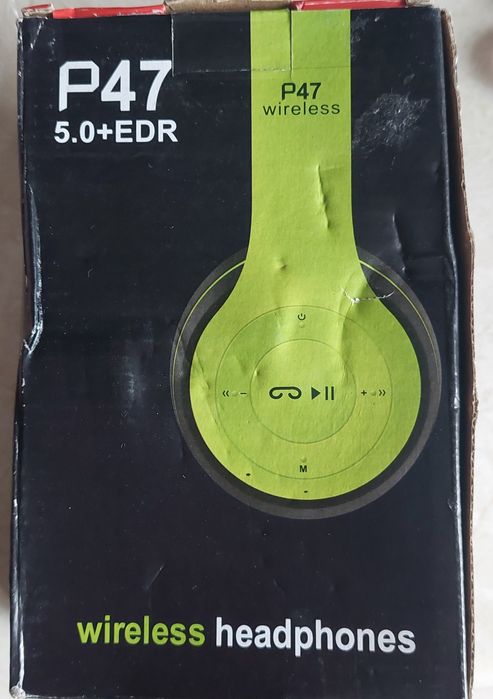 P47
5.0+EDR
P47
wireless
M
wireless headphones